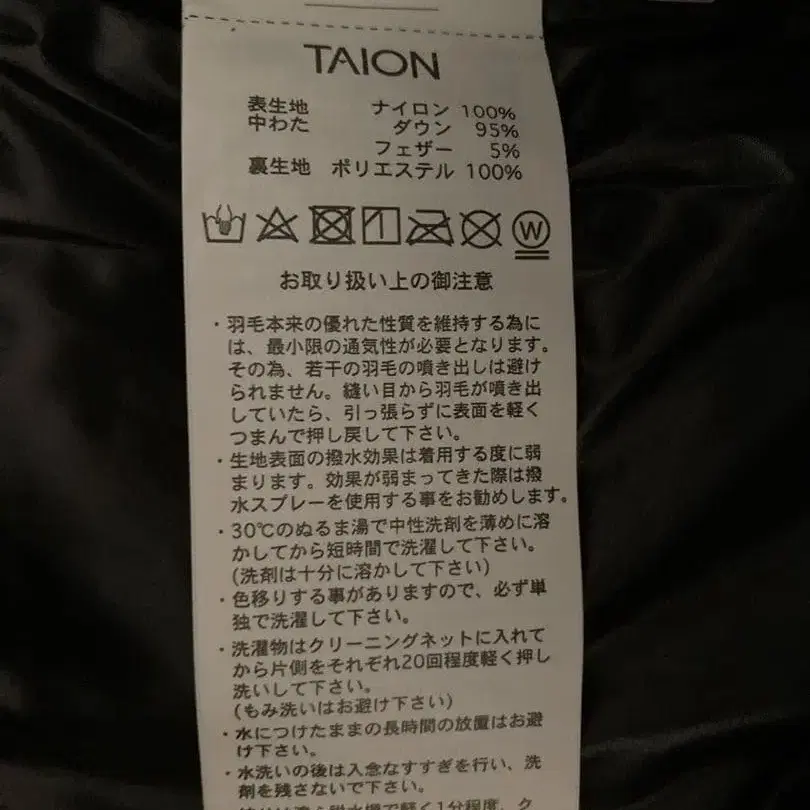 TAION
表生地 ナイロン 100%
中わた ダウン 95%
フェザー 5%
裏生地 ポリエステル 100%
W
お取り扱い上の御注意
・羽毛本来の優れた性質を維持する為に
は、最小限の通気性が必要となります。
その為、若干の羽毛の噴き出しは避け
られません。縫い目から羽毛が噴き出
していたら、引っ張らずに表面を軽く
つまんで押し戻して下さい。
・生地表面の撥水効果は着用する度に弱
まります。効果が弱まってきた際は撥
水スプレーを使用する事をお勧めします。
・30℃のぬるま湯で中性洗剤を薄めに溶
かしてから短時間で洗濯して下さい。
(洗剤は十分に溶かして下さい)
・色移りする事がありますので、必ず単
独で洗濯して下さい。
・洗濯物はクリーニングネットに入れて
から片側をそれぞれ20回程度軽く押し
洗いして下さい。
(もみ洗いはお避け下さい)
・水につけたままの長時間の放置はお避
け下さい。
・水洗いの後は入念なすすぎを行い、洗
剤を残さないで下さい。
脱水機で軽く1分程度、ク